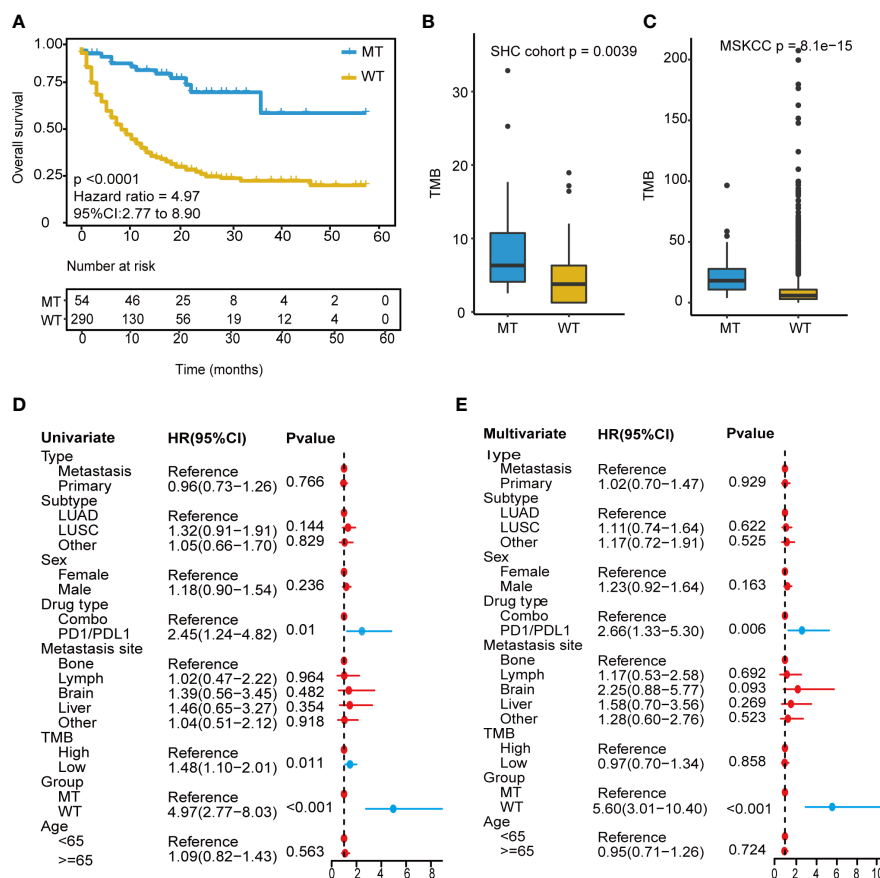 A
1.00
0.75
0.50
0.25
0
Overall survival
MT
WT
p <0.0001
Hazard ratio = 4.97
95%CI:2.77 to 8.90
0 10 20 30 40 50 60
Number at risk
MT 54 46 25 8 4 2 0
WT 290 130 56 19 12 4 0
0 10 20 30 40 50 60
Time (months)
B
SHC cohort p = 0.0039
30
20
10
0
TMB
MT WT
C
MSKCC p = 8.1e−15
200
150
100
50
0
TMB
MT WT
D
Univariate HR(95%CI) Pvalue
Type
Metastasis Reference
Primary 0.96(0.73−1.26) 0.766
Subtype
LUAD Reference
LUSC 1.32(0.91−1.91) 0.144
Other 1.05(0.66−1.70) 0.829
Sex
Female Reference
Male 1.18(0.90−1.54) 0.236
Drug type
Combo Reference
PD1/PDL1 2.45(1.24−4.82) 0.01
Metastasis site
Bone Reference
Lymph 1.02(0.47−2.22) 0.964
Brain 1.39(0.56−3.45) 0.482
Liver 1.46(0.65−3.27) 0.354
Other 1.04(0.51−2.12) 0.918
TMB
High Reference
Low 1.48(1.10−2.01) 0.011
Group
MT Reference
WT 4.97(2.77−8.03) <0.001
Age
<65 Reference
>=65 1.09(0.82−1.43) 0.563
0 2 4 6 8
E
Multivariate HR(95%CI) Pvalue
Type
Metastasis Reference
Primary 1.02(0.70−1.47) 0.929
Subtype
LUAD Reference
LUSC 1.11(0.74−1.64) 0.622
Other 1.17(0.72−1.91) 0.525
Sex
Female Reference
Male 1.23(0.92−1.64) 0.163
Drug type
Combo Reference
PD1/PDL1 2.66(1.33−5.30) 0.006
Metastasis site
Bone Reference
Lymph 1.17(0.53−2.58) 0.692
Brain 2.25(0.88−5.77) 0.093
Liver 1.58(0.70−3.56) 0.269
Other 1.28(0.60−2.76) 0.523
TMB
High Reference
Low 0.97(0.70−1.34) 0.858
Group
MT Reference
WT 5.60(3.01−10.40) <0.001
Age
<65 Reference
>=65 0.95(0.71−1.26) 0.724
0 2 4 6 8 10